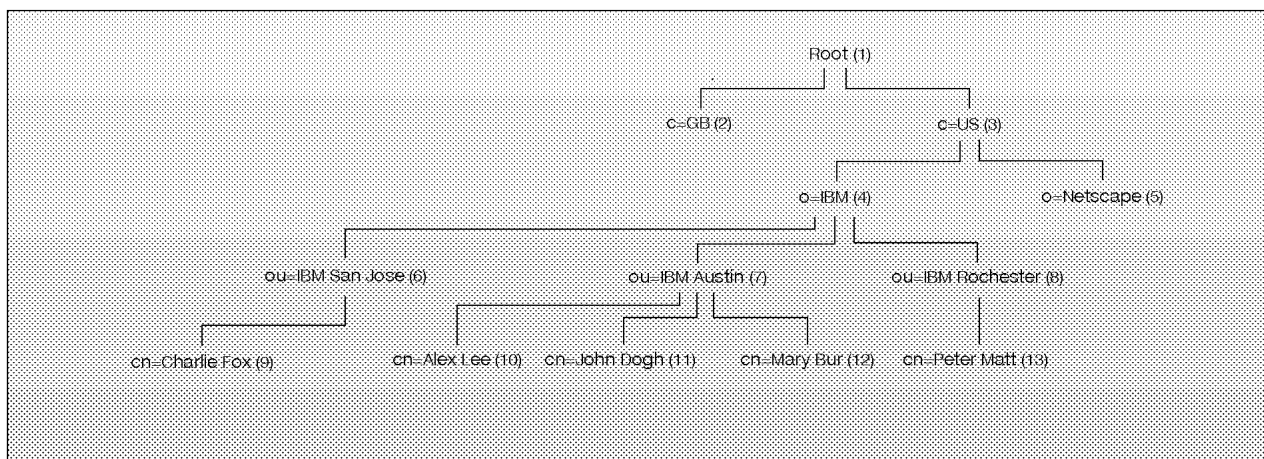 Root (1)
c=GB (2)
c=US (3)
o=IBM (4)
o=Netscape (5)
ou=IBM San Jose (6)
ou=IBM Austin (7)
ou=IBM Rochester (8)
cn=Charlie Fox (9)
cn=Alex Lee (10)
cn=John Dogh (11)
cn=Mary Bur (12)
cn=Peter Matt (13)